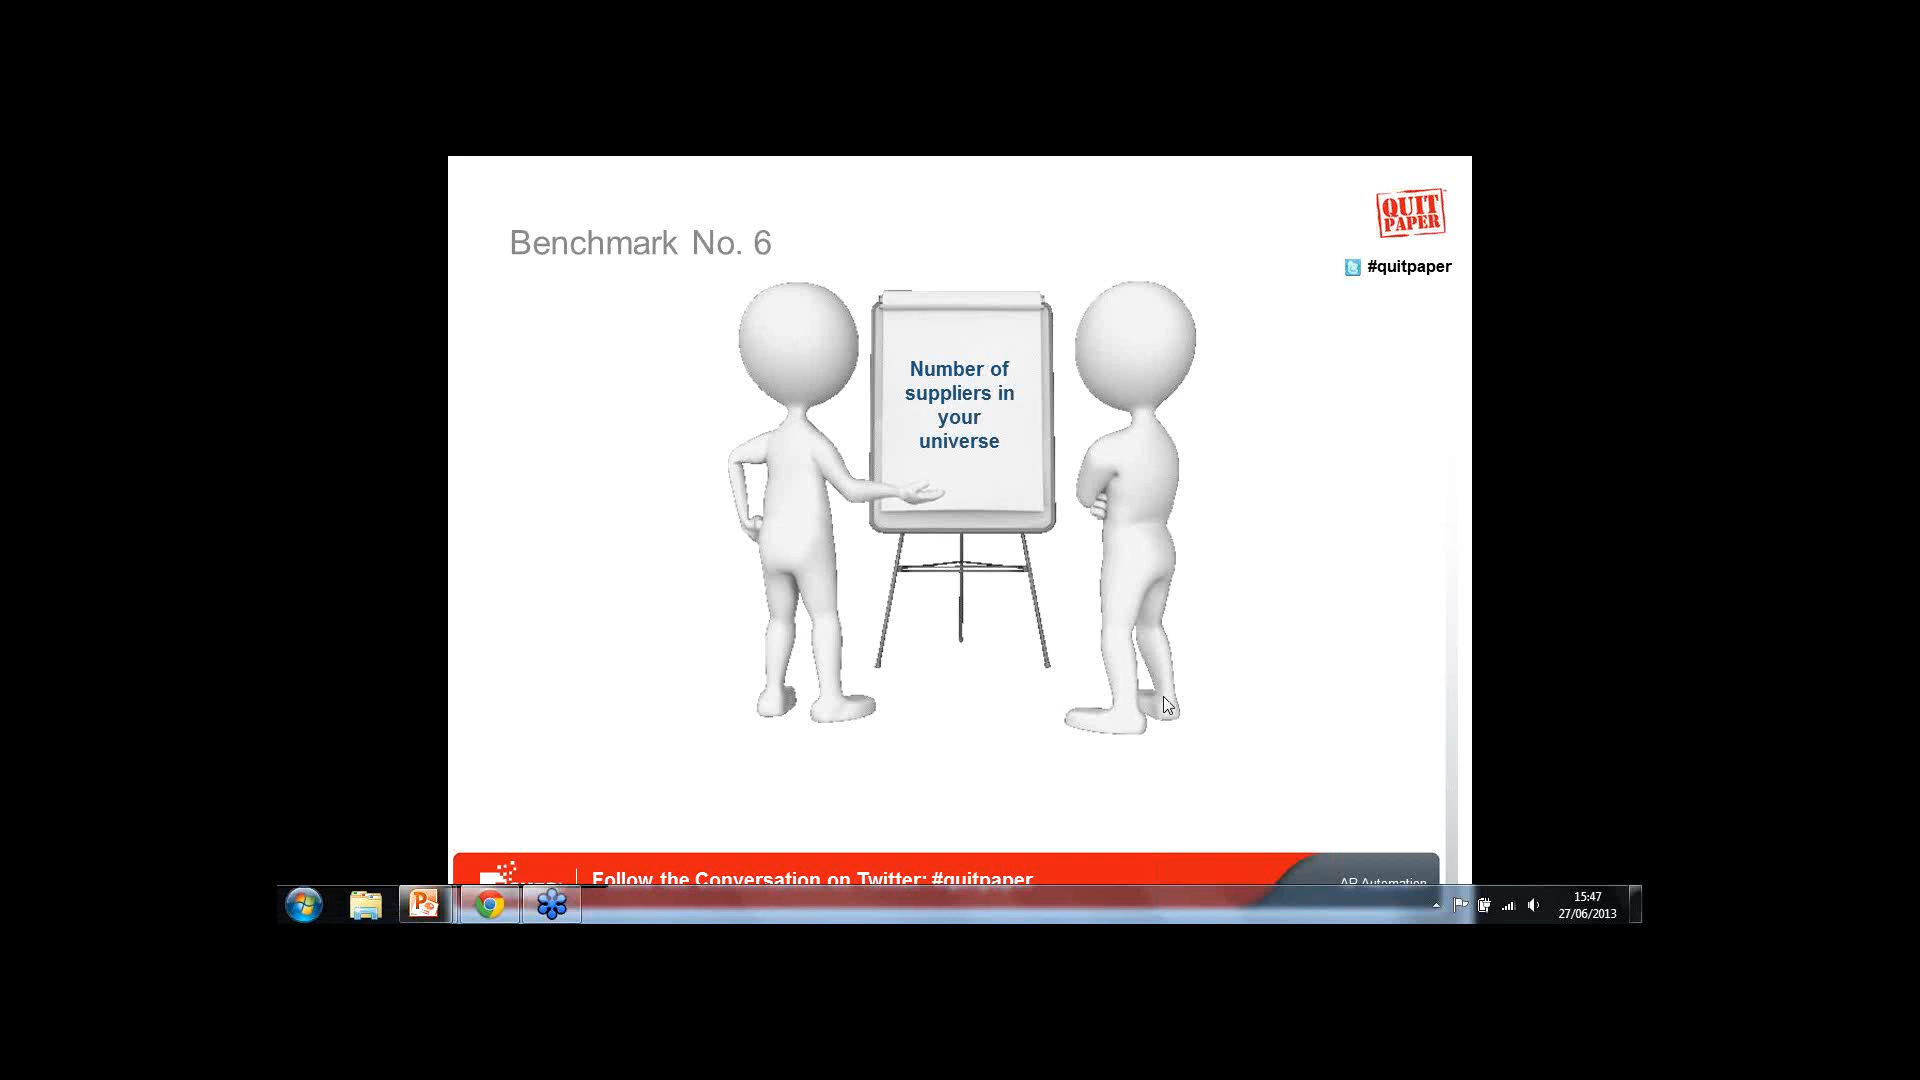 QUIT
PAPER
Benchmark No. 6
#quitpaper
Number of
suppliers in
your
universe
Follow the Conversation on Twitter: #quitpaper
AP Automation
15:47
27/06/2013